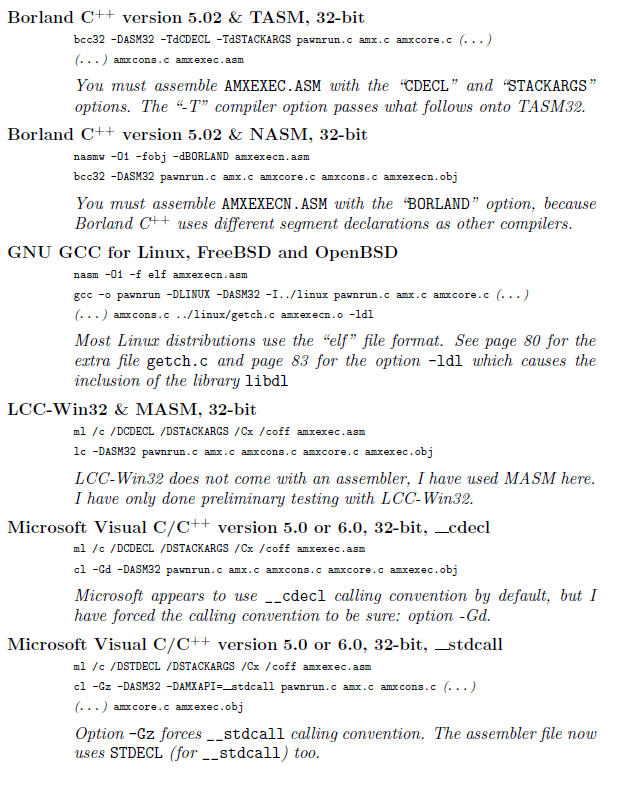 Borland C++ version 5.02 & TASM, 32-bit
bcc32 -DASM32 -TdCDECL -TdSTACKARGS pawnrun.c amx.c amxcore.c (...)
(...) amxcons.c amxexec.asm
You must assemble AMXEXEC.ASM with the “CDECL” and “STACKARGS”
options. The “-T” compiler option passes what follows onto TASM32.
Borland C++ version 5.02 & NASM, 32-bit
nasmw -O1 -fobj -dBORLAND amxexecn.asm
bcc32 -DASM32 pawnrun.c amx.c amxcore.c amxcons.c amxexecn.obj
You must assemble AMXEXECN.ASM with the “BORLAND” option, because
Borland C++ uses different segment declarations as other compilers.
GNU GCC for Linux, FreeBSD and OpenBSD
nasm -O1 -f elf amxexecn.asm
gcc -o pawnrun -DLINUX -DASM32 -I../linux pawnrun.c amx.c amxcore.c (...)
(...) amxcons.c ../linux/getch.c amxexecn.o -ldl
Most Linux distributions use the “elf” file format. See page 80 for the
extra file getch.c and page 83 for the option -ldl which causes the
inclusion of the library libdl
LCC-Win32 & MASM, 32-bit
ml /c /DCDECL /DSTACKARGS /Cx /coff amxexec.asm
lc -DASM32 pawnrun.c amx.c amxcons.c amxcore.c amxexec.obj
LCC-Win32 does not come with an assembler, I have used MASM here.
I have only done preliminary testing with LCC-Win32.
Microsoft Visual C/C++ version 5.0 or 6.0, 32-bit, __cdecl
ml /c /DCDECL /DSTACKARGS /Cx /coff amxexec.asm
cl -Gd -DASM32 pawnrun.c amx.c amxcons.c amxcore.c amxexec.obj
Microsoft appears to use __cdecl calling convention by default, but I
have forced the calling convention to be sure: option -Gd.
Microsoft Visual C/C++ version 5.0 or 6.0, 32-bit, __stdcall
ml /c /DSTDECL /DSTACKARGS /Cx /coff amxexec.asm
cl -Gz -DASM32 -DAMXAPI=__stdcall pawnrun.c amx.c amxcons.c (...)
(...) amxcore.c amxexec.obj
Option -Gz forces __stdcall calling convention. The assembler file now
uses STDECL (for __stdcall) too.